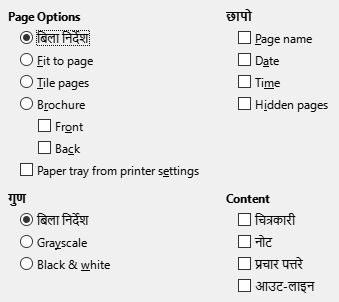 Page Options
बिला निर्देश
Fit to page
Tile pages
Brochure
Front
Back
Paper tray from printer settings
छापो
Page name
Date
Time
Hidden pages
गुण
बिला निर्देश
Grayscale
Black & white
Content
चित्रकारी
नोट
प्रचार पत्तरे
आउट-लाइन